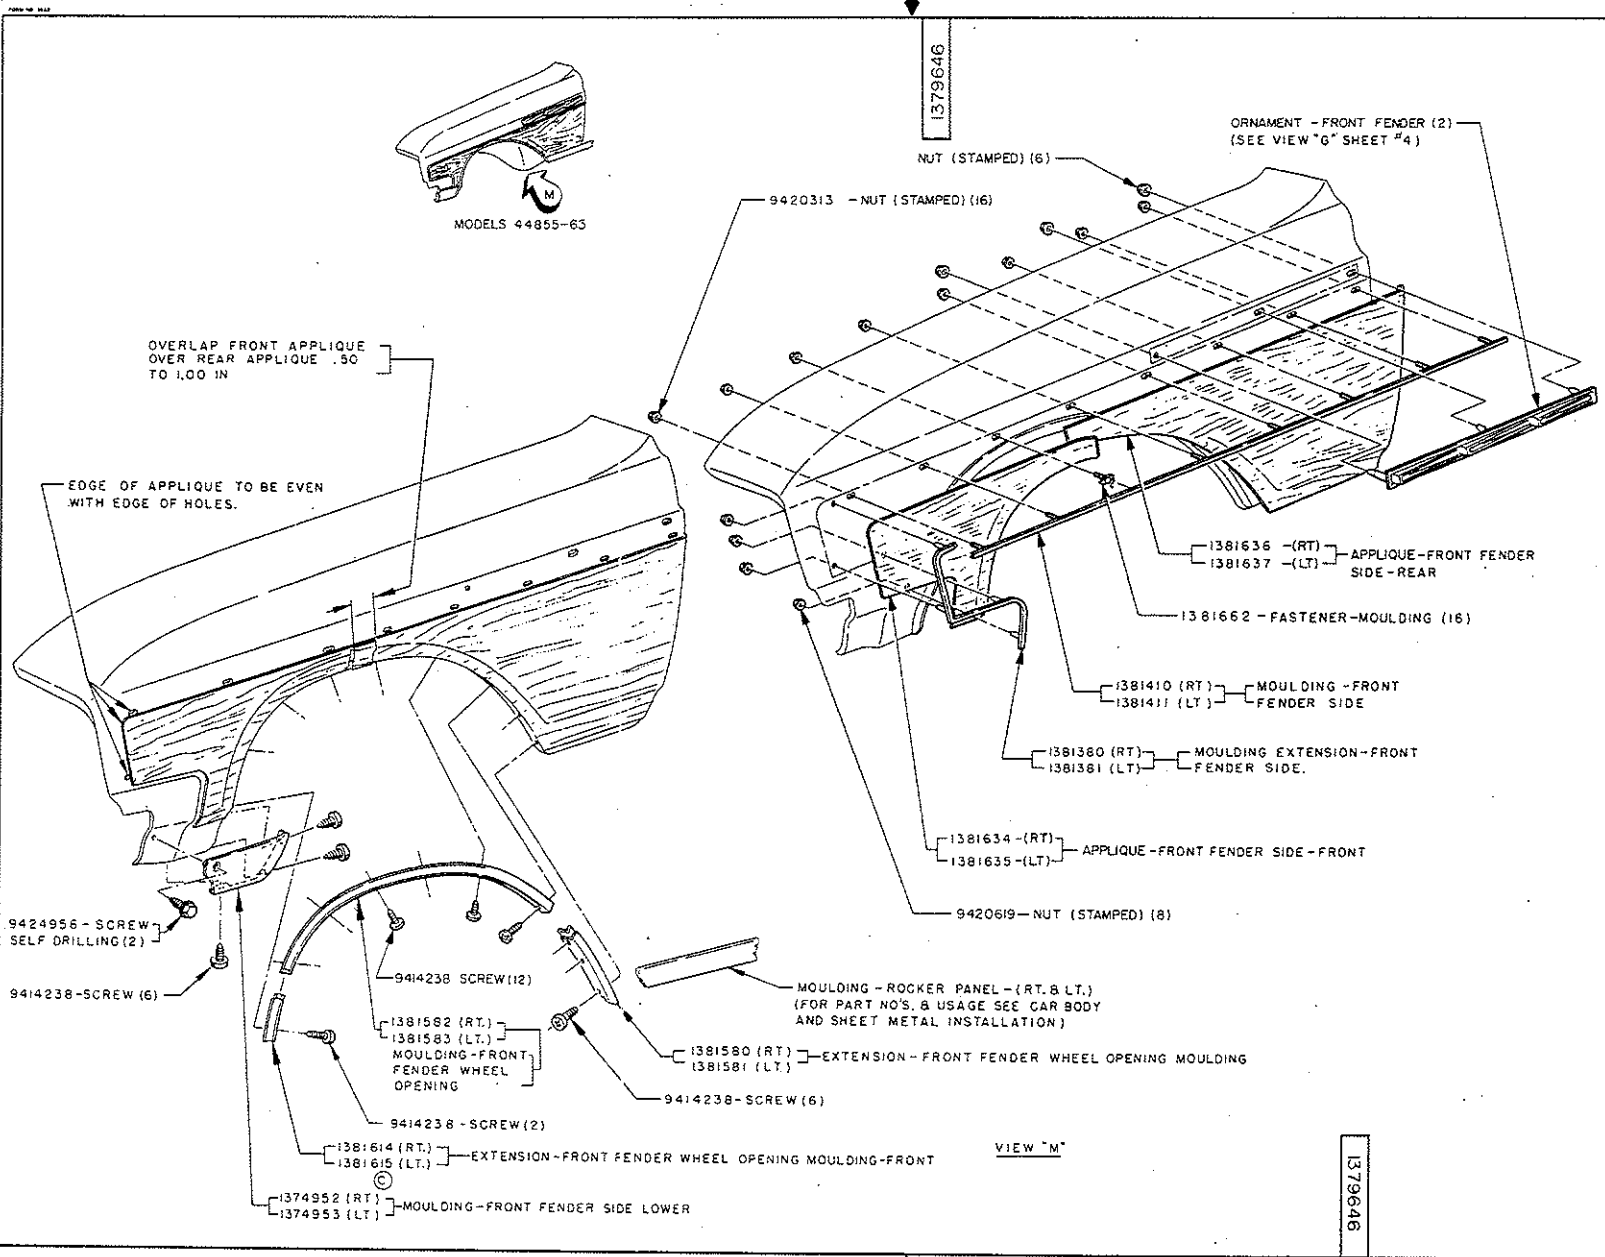 1379646
ORNAMENT - FRONT FENDER (2)
(SEE VIEW "G" SHEET #4)
NUT (STAMPED) (6)
9420313 - NUT (STAMPED) (16)
M
MODELS 44855-63
OVERLAP FRONT APPLIQUE
OVER REAR APPLIQUE .50
TO 1.00 IN
EDGE OF APPLIQUE TO BE EVEN
WITH EDGE OF HOLES.
1381636 -(RT)
1381637 -(LT)
APPLIQUE-FRONT FENDER
SIDE-REAR
1381662 - FASTENER-MOULDING (16)
1381410 (RT)
1381411 (LT)
MOULDING - FRONT
FENDER SIDE
1381380 (RT)
1381381 (LT)
MOULDING EXTENSION-FRONT
FENDER SIDE.
1381634 -(RT)
1381635 -(LT)
APPLIQUE-FRONT FENDER SIDE-FRONT
9420619 - NUT (STAMPED) (8)
9424956 - SCREW
SELF DRILLING (2)
9414238-SCREW (6)
9414238 SCREW (12)
MOULDING - ROCKER PANEL - (RT. & LT.)
(FOR PART NO'S. & USAGE SEE CAR BODY
AND SHEET METAL INSTALLATION)
1381582 (RT.)
1381583 (LT.)
MOULDING-FRONT
FENDER WHEEL
OPENING
1381580 (RT)
1381581 (LT.)
EXTENSION - FRONT FENDER WHEEL OPENING MOULDING
9414238-SCREW (6)
9414238 - SCREW (2)
1381614 (RT.)
1381615 (LT.)
EXTENSION-FRONT FENDER WHEEL OPENING MOULDING-FRONT
VIEW "M"
C
1374952 (RT)
1374953 (LT)
MOULDING-FRONT FENDER SIDE LOWER
1379646